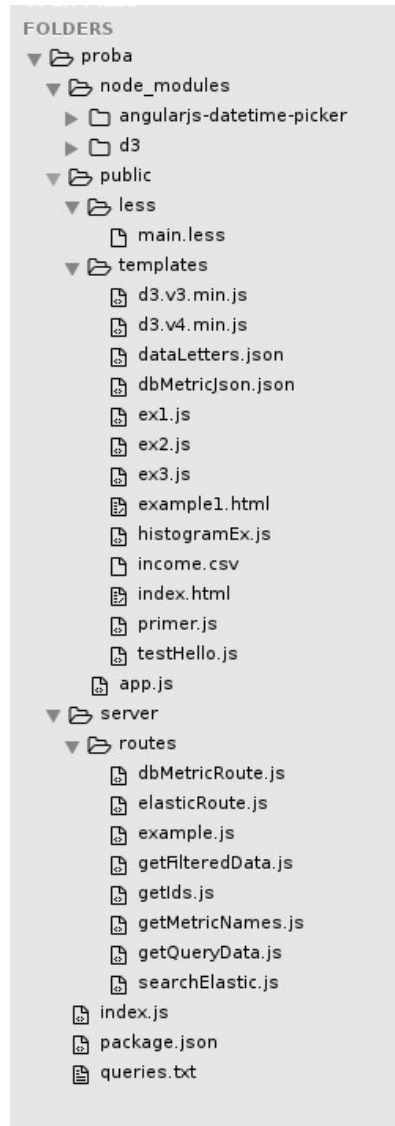 FOLDERS
proba
node_modules
angularjs-datetime-picker
d3
public
less
main.less
templates
d3.v3.min.js
d3.v4.min.js
dataLetters.json
dbMetricJson.json
ex1.js
ex2.js
ex3.js
example1.html
histogramEx.js
income.csv
index.html
primer.js
testHello.js
app.js
server
routes
dbMetricRoute.js
elasticRoute.js
example.js
getFilteredData.js
getIds.js
getMetricNames.js
getQueryData.js
searchElastic.js
index.js
package.json
queries.txt